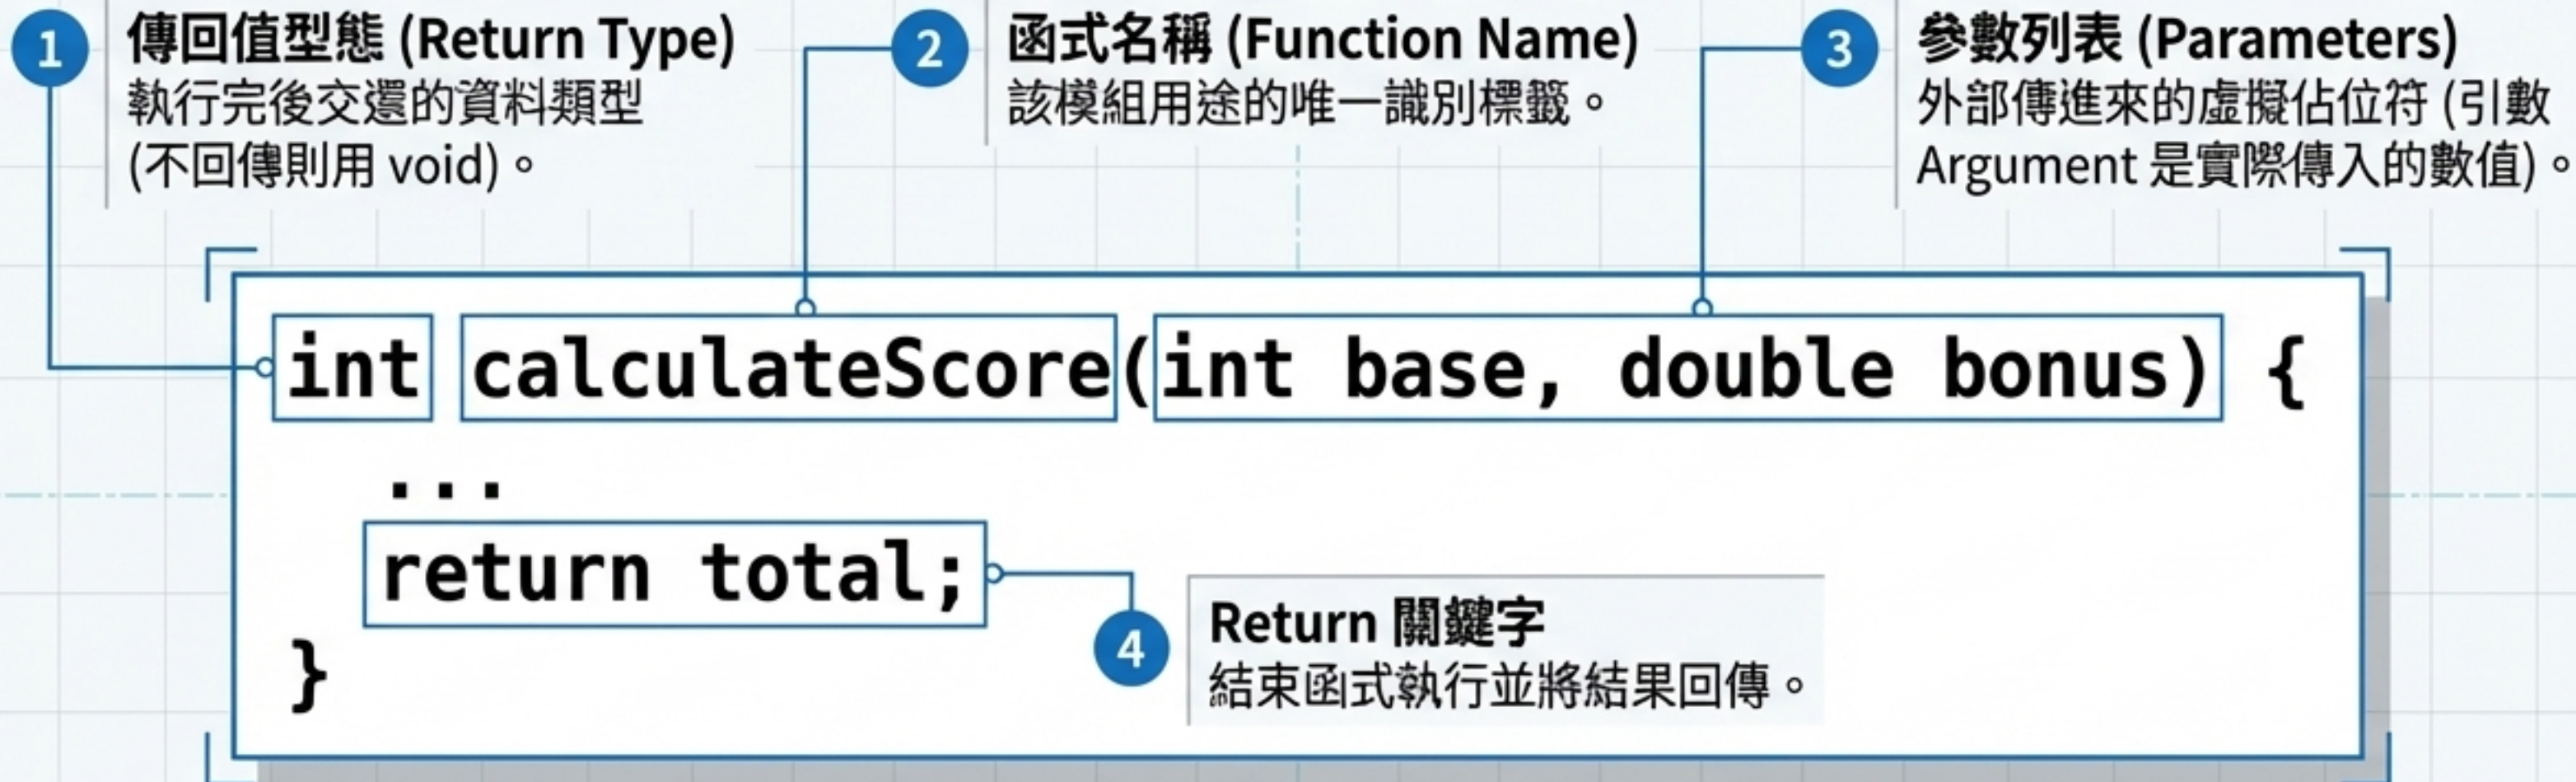 1
傳回值型態 (Return Type)
執行完後交還的資料類型
(不回傳則用 void)。
2
函式名稱 (Function Name)
該模組用途的唯一識別標籤。
3
參數列表 (Parameters)
外部傳進來的虛擬佔位符 (引數
Argument 是實際傳入的數值)。
int calculateScore(int base, double bonus) {
...
return total;
}
4
Return 關鍵字
結束函式執行並將結果回傳。